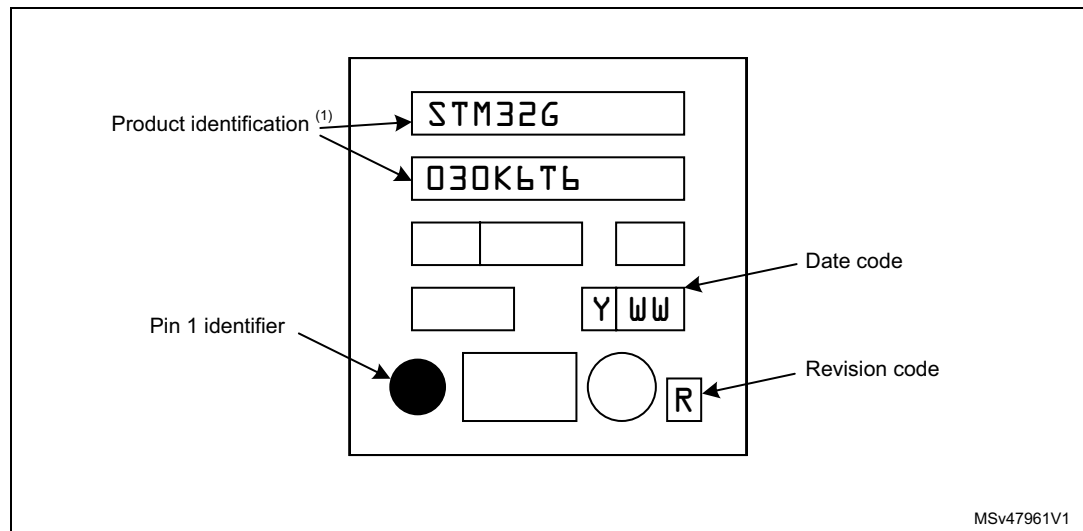 STM32G
Product identification (1)
030K6T6
Date code
Y WW
Pin 1 identifier
Revision code
R
MSv47961V1